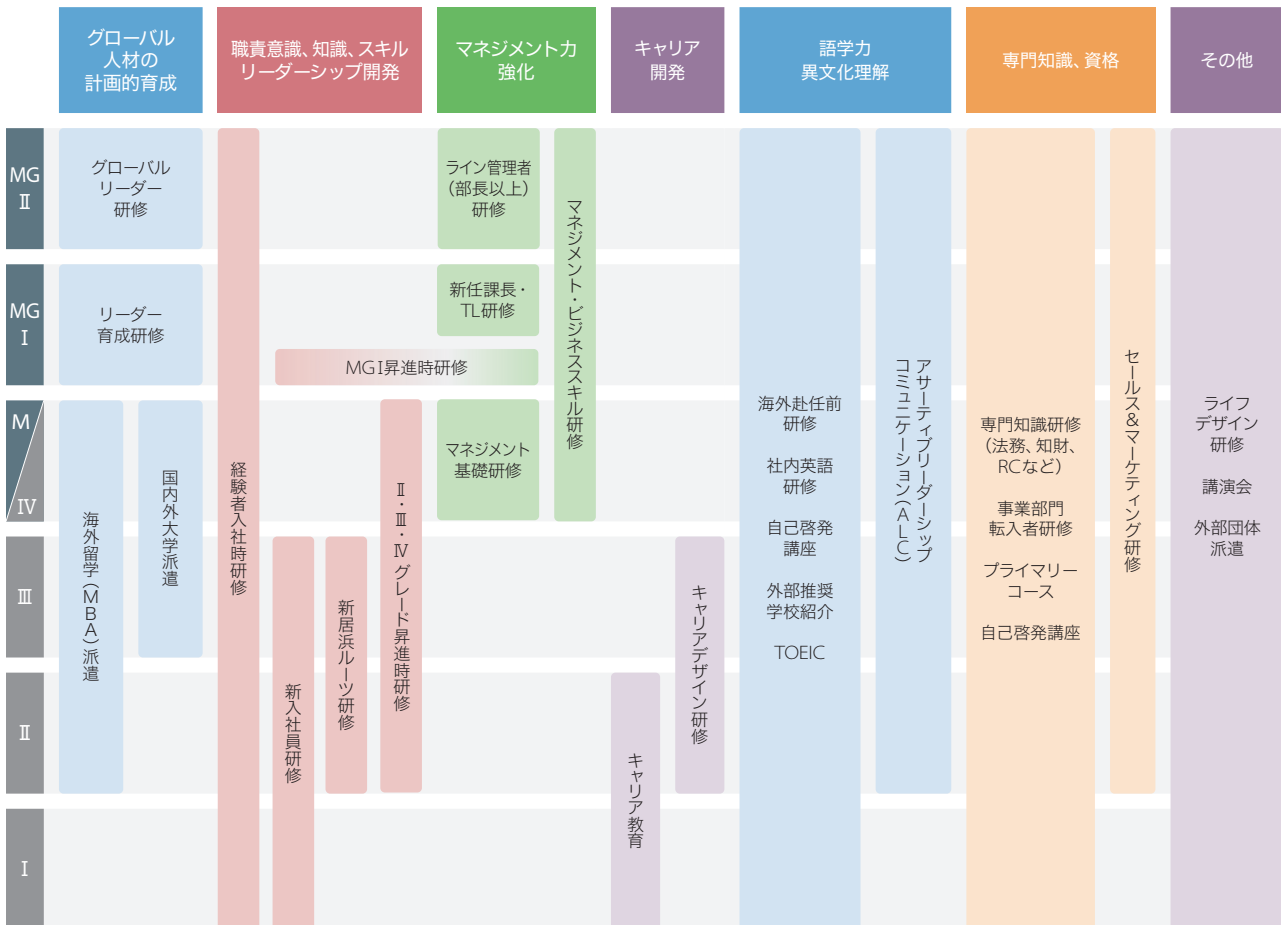 グローバル
人材の
計画的育成
職責意識、知識、スキル
リーダーシップ開発
マネジメント力
強化
キャリア
開発
語学力
異文化理解
専門知識、資格
その他
MG
Ⅱ
MG
Ⅰ
M
Ⅳ
Ⅲ
Ⅱ
Ⅰ
グローバル
リーダー
研修
リーダー
育成研修
海外留学(MBA)派遣
国内外大学派遣
経験者入社時研修
新入社員研修
新居浜ルーツ研修
Ⅱ・Ⅲ・Ⅳグレード昇進時研修
MGⅠ昇進時研修
ライン管理者
(部長以上)
研修
新任課長・
TL研修
マネジメント
基礎研修
マネジメント・ビジネススキル研修
キャリア教育
キャリアデザイン研修
海外赴任前
研修
社内英語
研修
自己啓発
講座
外部推奨
学校紹介
TOEIC
アサーティブリーダーシップ
コミュニケーション(ALC)
専門知識研修
(法務、知財、
RCなど)
事業部門
転入者研修
プライマリー
コース
自己啓発講座
セールス&マーケティング研修
ライフ
デザイン
研修
講演会
外部団体
派遣